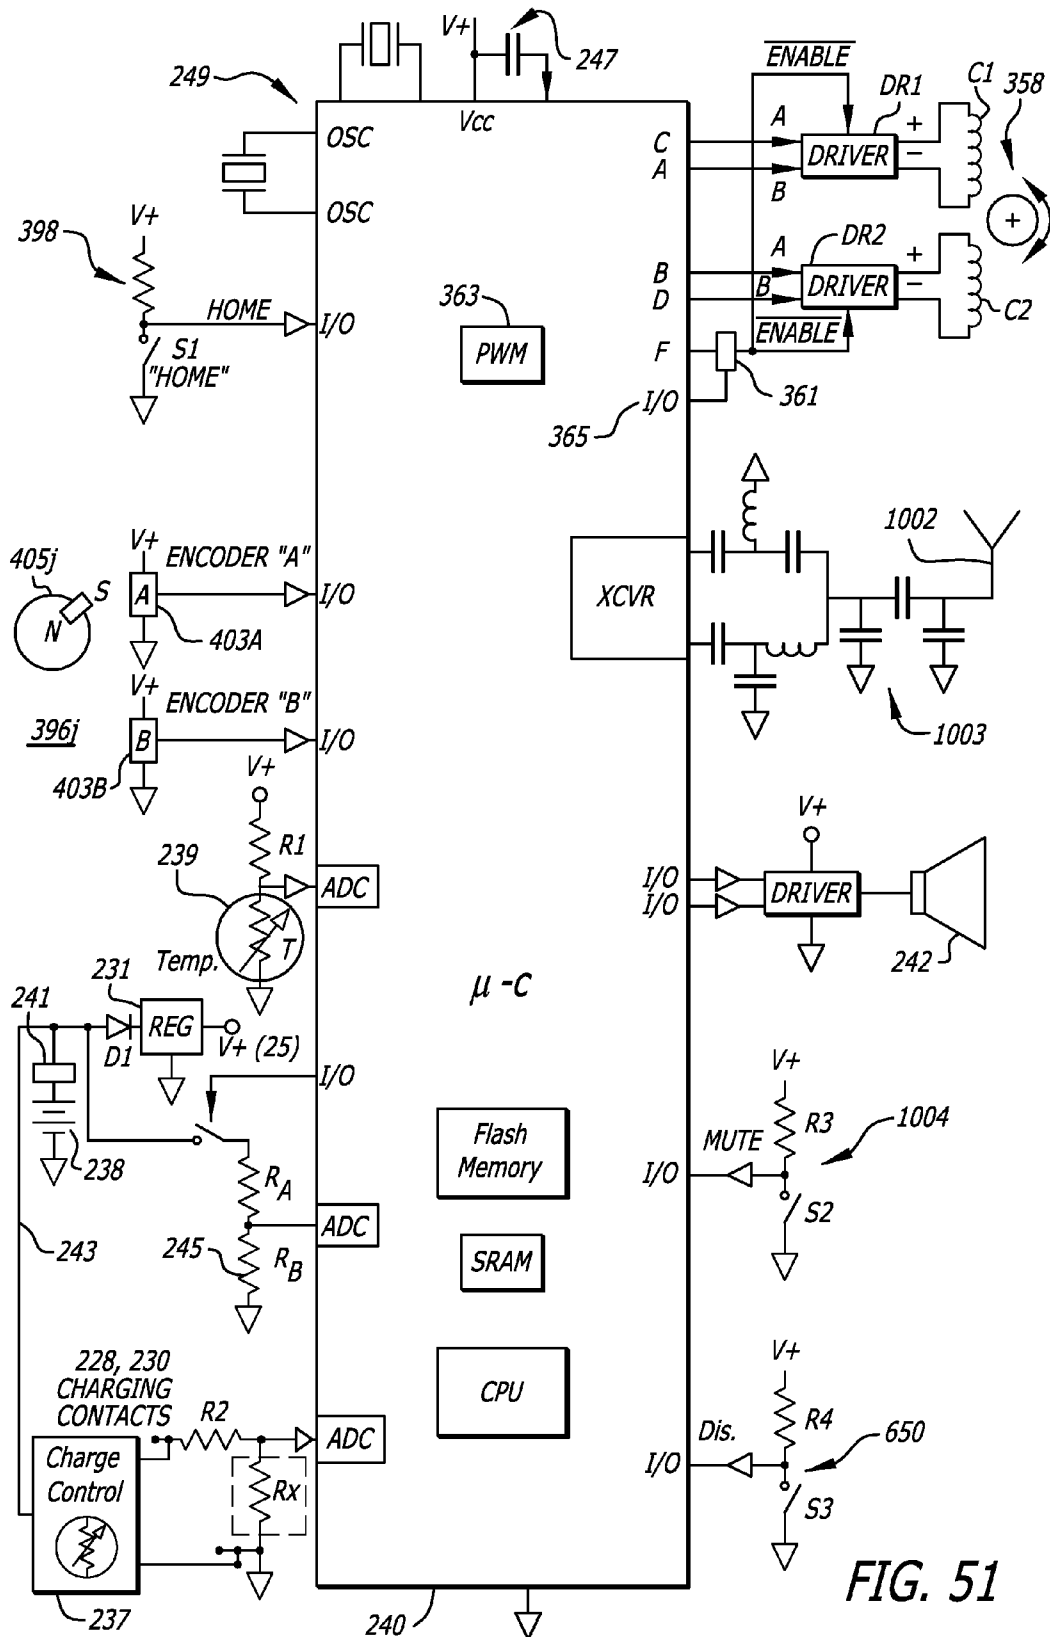 V+
247
ENABLE
249
Vcc
DR1
C1
358
OSC
C
A
A
B
DRIVER
+
-
OSC
V+
398
HOME
I/O
S1
"HOME"
363
PWM
DR2
+
B
D
A
B
DRIVER
+
-
C2
ENABLE
F
I/O
361
365
V+
ENCODER "A"
405j
S
N
A
I/O
403A
XCVR
1002
V+
ENCODER "B"
396j
B
I/O
403B
1003
V+
R1
239
ADC
Temp.
T
V+
I/O
I/O
DRIVER
242
μ-c
231
241
REG
D1
V+ (25)
I/O
238
Flash
Memory
V+
R3
1004
MUTE
I/O
S2
RA
ADC
243
245
RB
SRAM
228, 230
CHARGING
CONTACTS
R2
ADC
CPU
V+
R4
650
Dis.
I/O
S3
Charge
Control
Rx
237
240
FIG. 51